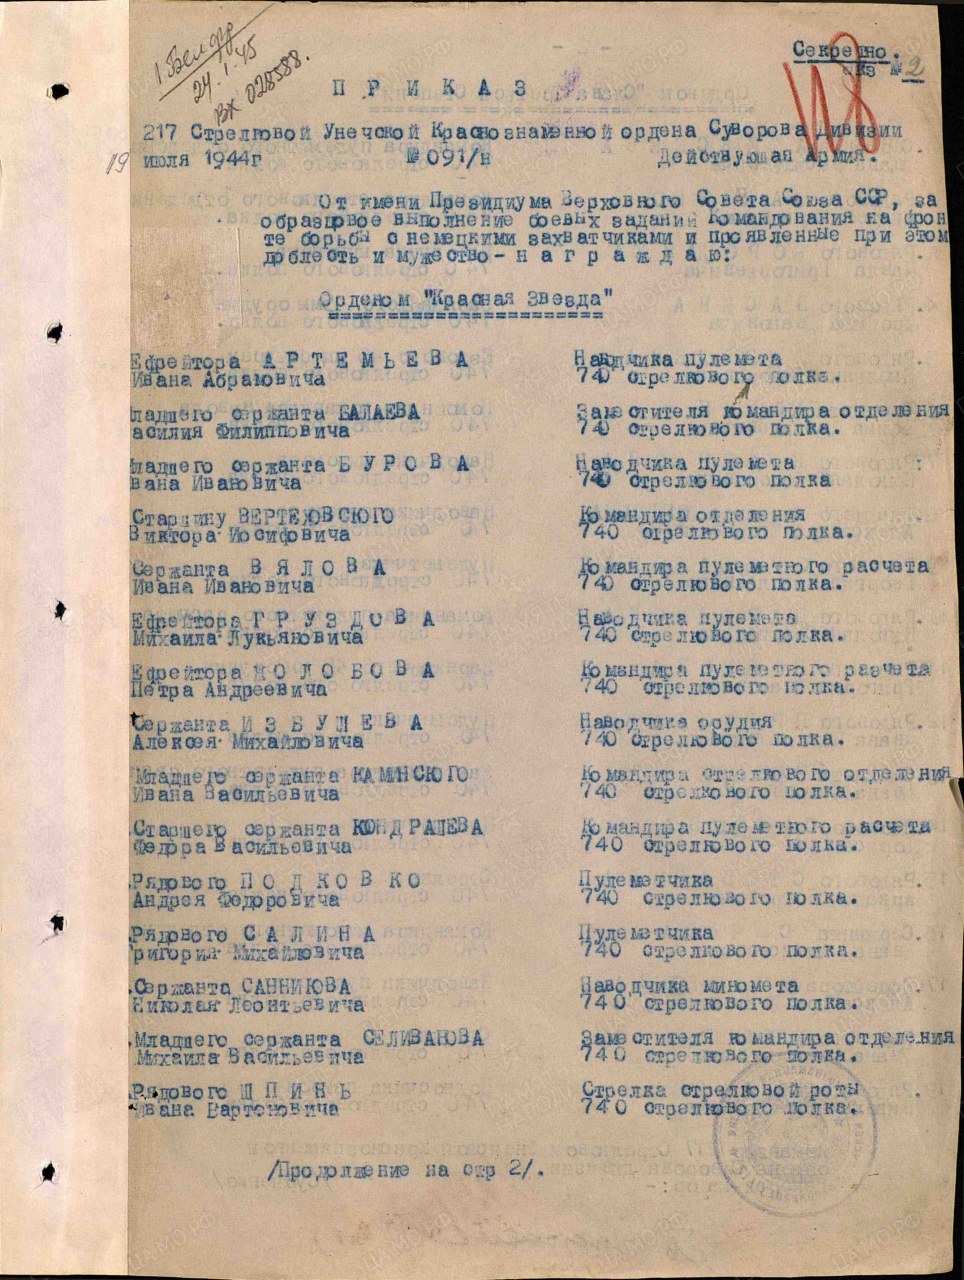 1. Белфр
24.1.45
Вх 028588.
Секретно.
экз № 2
П Р И К А З
217 Стрелковой Унечской Краснознаменной ордена Суворова Дивизии
19 июля 1944г № 091/н Действующая Армия.
От имени Президиума Верховного Совета Союза ССР, за
образцовое выполнение боевых заданий Командования на фрон
те борьбы с немецкими захватчиками и проявленные при этом
доблесть и мужество - н а г р а ж д а ю:
Орденом "Красная Звезда"
Ефрейтора А Р Т Е М Ь Е В А Наводчика пулемета
Ивана Абрамовича 740 стрелкового полка.
ладшего сержанта БАЛАЕВА Заместителя командира отделения
асилия Филипповича 740 стрелкового полка.
младшего сержанта Б У Р О В А Наводчика пулемета
вана Ивановича 740 стрелкового полка
Старшину ВЕРТЕХОВСКОГО Командира отделения
Виктора Иосифовича 740 стрелкового полка.
Сержанта В Я Л О В А Командира пулеметного расчета
Ивана Ивановича 740 стрелкового полка.
Ефрейтора Г Р У З Д О В А Наводчика пулемета
Михаила Лукьяновича 740 стрелкового полка.
Ефрейтора Ж О Л О Б О В А Командира пулеметного расчета
Петра Андреевича 740 стрелкового полка.
Сержанта И З Б У Ш Е В А Наводчика орудия
Алексея Михайловича 740 стрелкового полка.
Младшего сержанта КАМИНСКОГО Командира стрелкового отделения
Ивана Васильевича 740 стрелкового полка.
Старшего сержанта КОНДРАШЕВА Командира пулеметного расчета
Федора Васильевича 740 стрелкового полка.
Рядового П О Д К О В К О Пулеметчика
Андрея Федоровича 740 стрелкового полка.
Рядового С А Л И Н А Пулеметчика
Григория Михайловича 740 стрелкового полка.
Сержанта САННИКОВА Наводчика миномета
Николая Леонтьевича 740 стрелкового полка.
Младшего сержанта СЕЛИВАНОВА Заместителя командира отделения
Михаила Васильевича 740 стрелкового полка.
Рядового Ш П И Н Ь Стрелка стрелковой роты
Ивана Вартоновича 740 стрелкового полка.
/Продолжение на стр 2/.